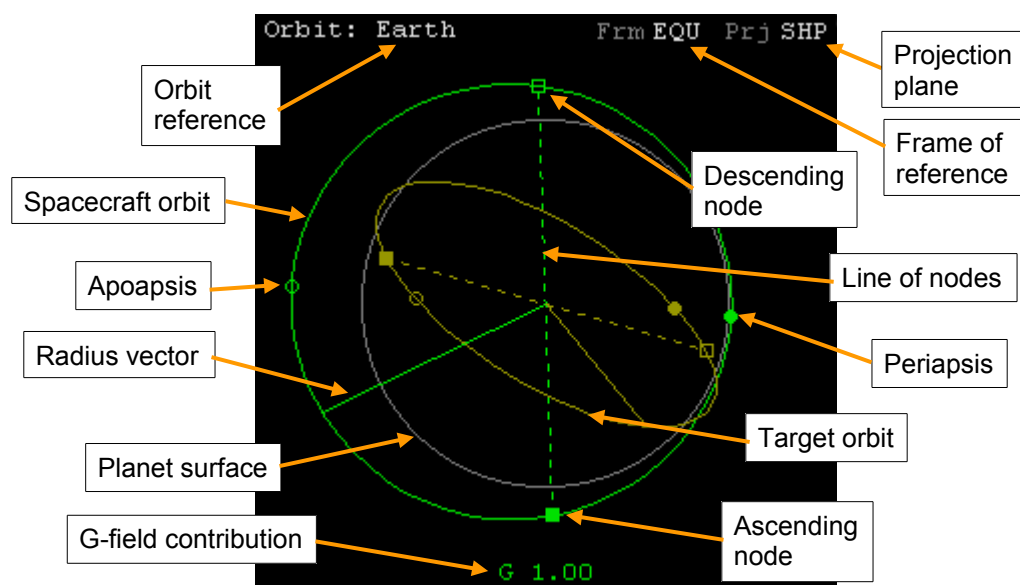 Orbit: Earth Frm EQU Prj SHP
Projection
plane
Orbit
reference
Frame of
reference
Descending
node
Spacecraft orbit
Line of nodes
Apoapsis
Radius vector
Periapsis
Target orbit
Planet surface
Ascending
node
G-field contribution
G 1.00